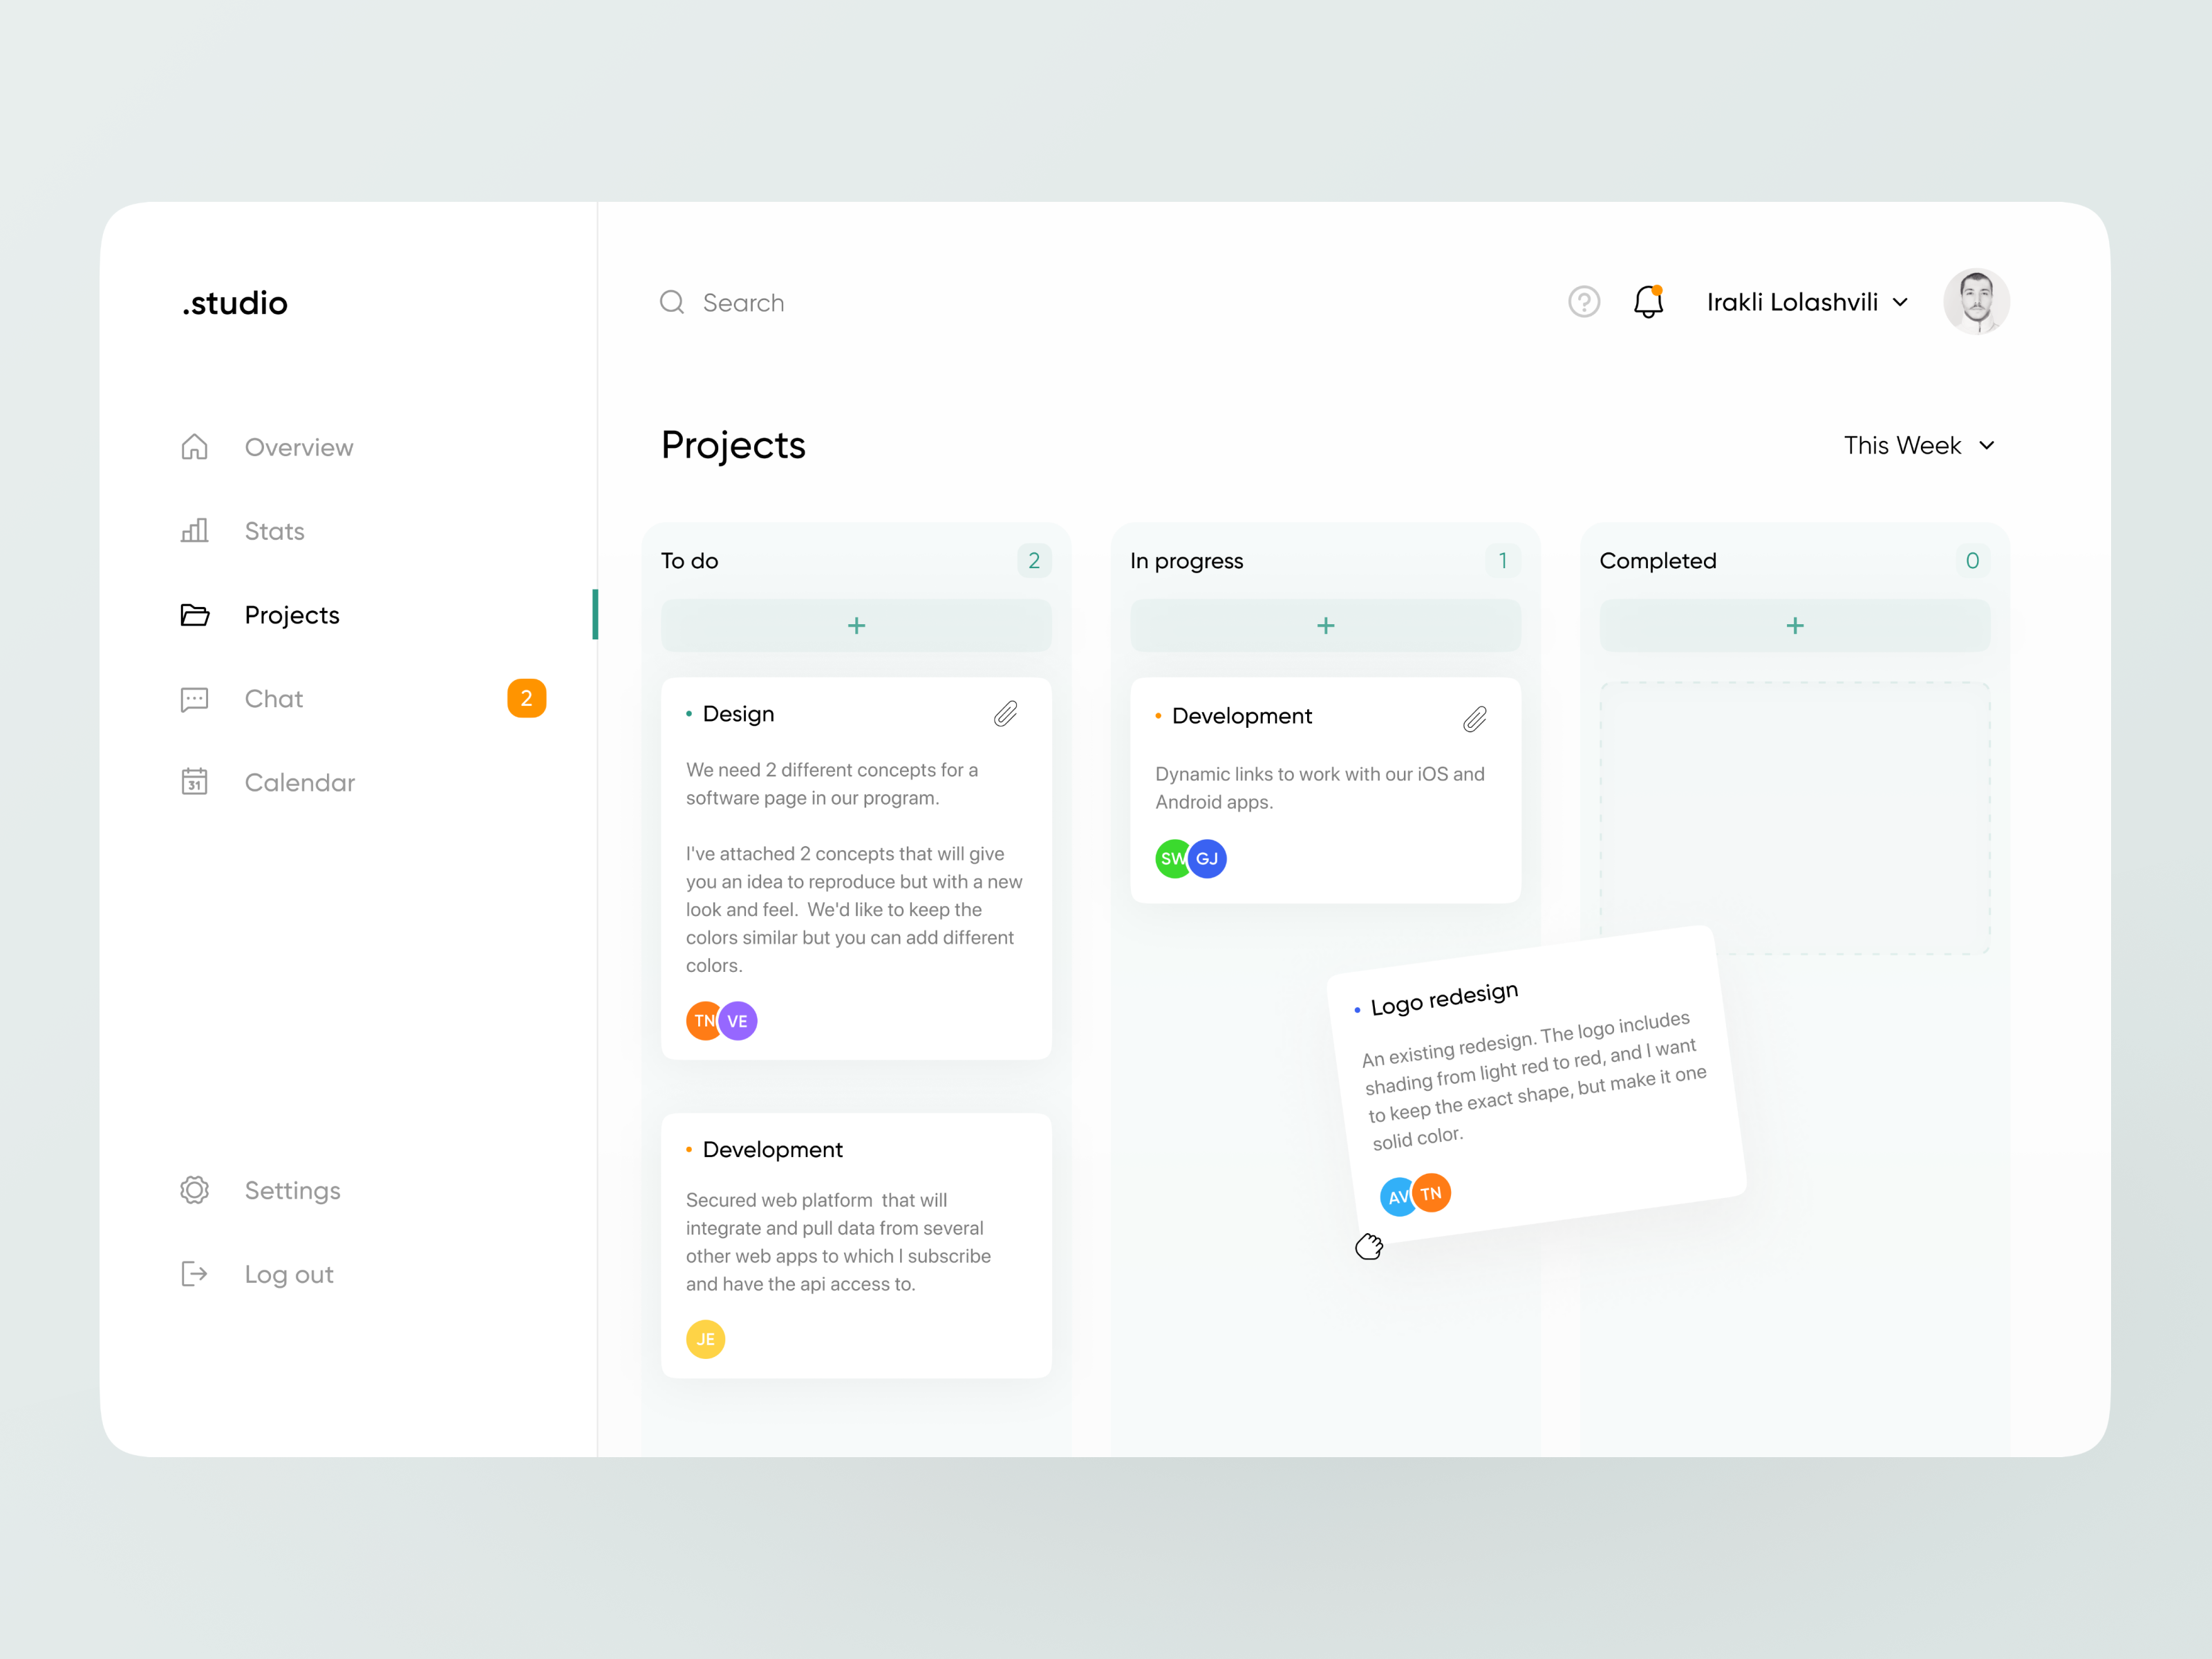 .studio
Search
Irakli Lolashvili
Overview
Stats
Projects
Chat
2
Calendar
31
Settings
Log out
Projects
This Week
To do
2
+
Design
We need 2 different concepts for a
software page in our program.
I've attached 2 concepts that will give
you an idea to reproduce but with a new
look and feel.  We'd like to keep the
colors similar but you can add different
colors.
TN
VE
Development
Secured web platform  that will
integrate and pull data from several
other web apps to which I subscribe
and have the api access to.
JE
In progress
1
+
Development
Dynamic links to work with our iOS and
Android apps.
SW
GJ
Logo redesign
An existing redesign. The logo includes
shading from light red to red, and I want
to keep the exact shape, but make it one
solid color.
AV
TN
Completed
0
+